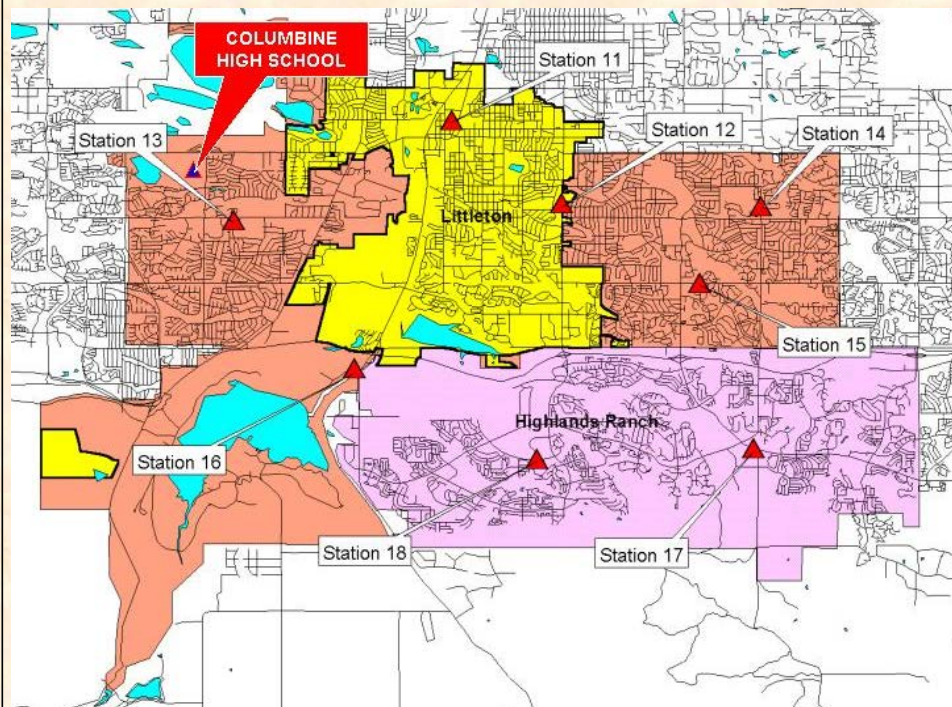 COLUMBINE
HIGH SCHOOL
Station 11
Station 13
Station 12
Station 14
Littleton
Station 15
Highlands Ranch
Station 16
Station 18
Station 17